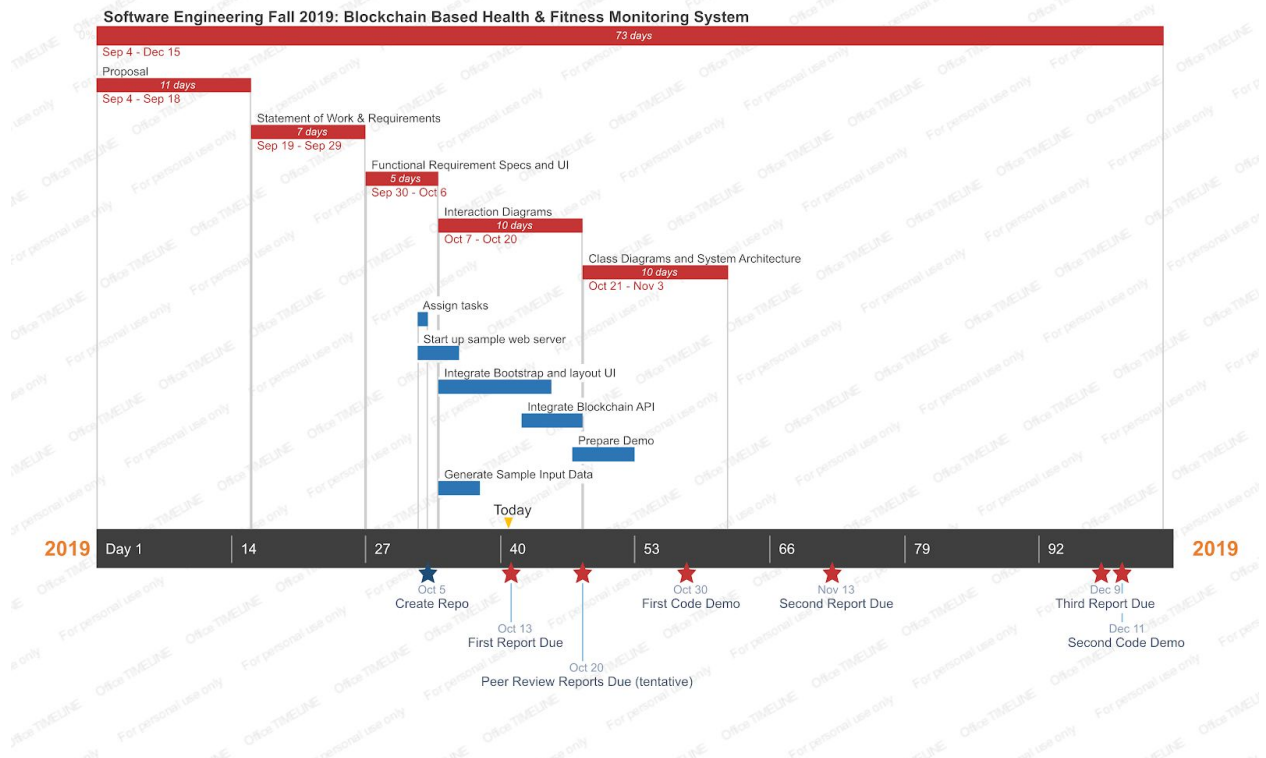 Software Engineering Fall 2019: Blockchain Based Health & Fitness Monitoring System
73 days
Sep 4 - Dec 15
Proposal
11 days
Sep 4 - Sep 18
Statement of Work & Requirements
7 days
Sep 19 - Sep 29
Functional Requirement Specs and UI
5 days
Sep 30 - Oct 6
Interaction Diagrams
10 days
Oct 7 - Oct 20
Class Diagrams and System Architecture
10 days
Oct 21 - Nov 3
Assign tasks
Start up sample web server
Integrate Bootstrap and layout UI
Integrate Blockchain API
Prepare Demo
Generate Sample Input Data
Today
2019 Day 1 14 27 40 53 66 79 92 2019
Oct 5
Create Repo
Oct 13
First Report Due
Oct 20
Peer Review Reports Due (tentative)
Oct 30
First Code Demo
Nov 13
Second Report Due
Dec 9
Third Report Due
Dec 11
Second Code Demo
Office TIMELINE
For personal use only